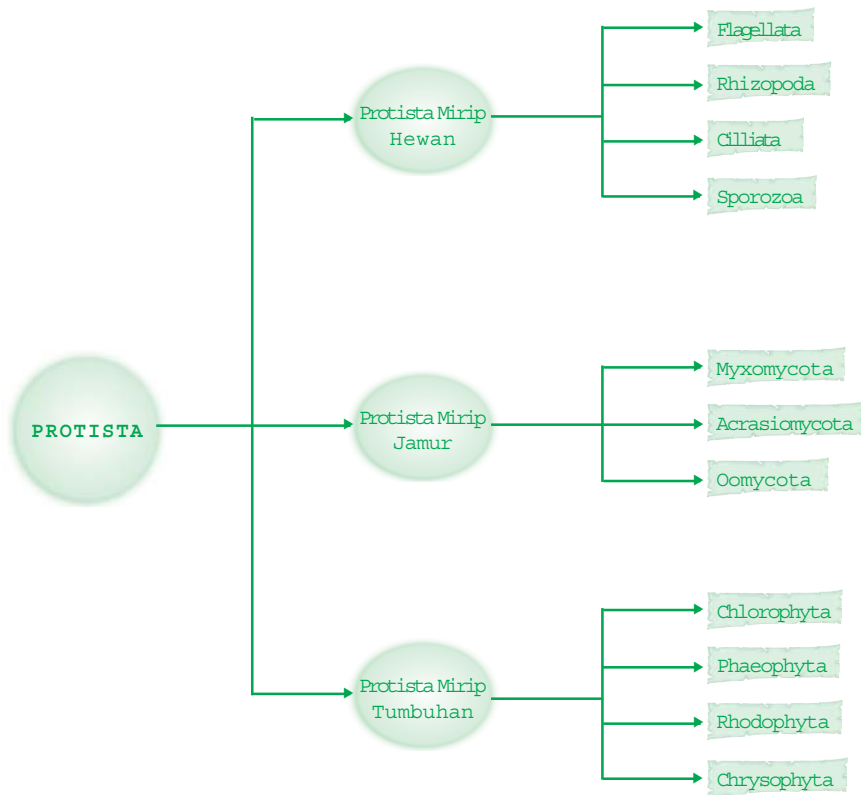 PROTISTA
Protista Mirip
Hewan
Flagellata
Rhizopoda
Cilliata
Sporozoa
Protista Mirip
Jamur
Myxomycota
Acrasiomycota
Oomycota
Protista Mirip
Tumbuhan
Chlorophyta
Phaeophyta
Rhodophyta
Chrysophyta